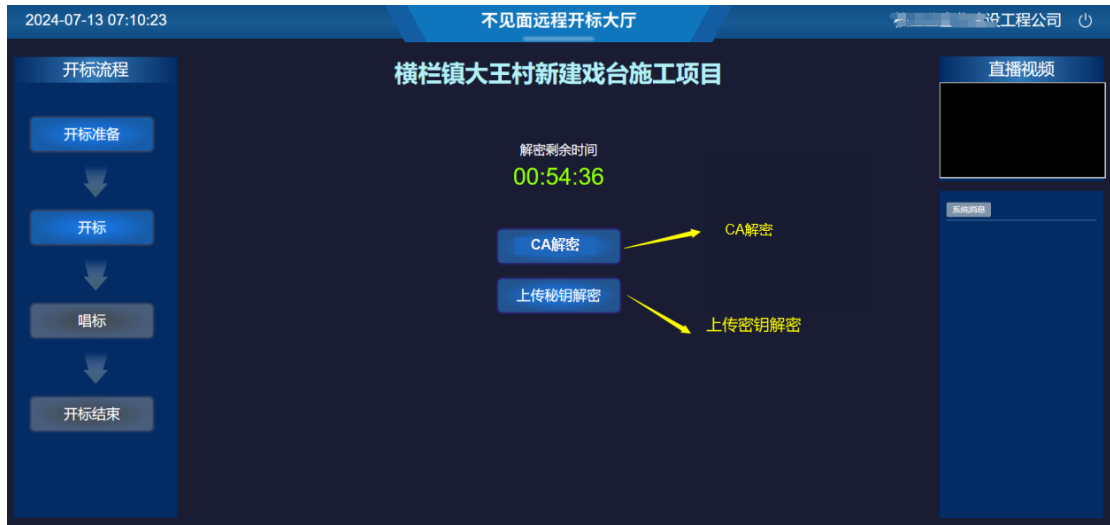 2024-07-13 07:10:23
不见面远程开标大厅
设工程公司
开标流程
开标准备
开标
唱标
开标结束
横栏镇大王村新建戏台施工项目
解密剩余时间
00:54:36
CA解密
CA解密
上传秘钥解密
上传密钥解密
直播视频
系统消息